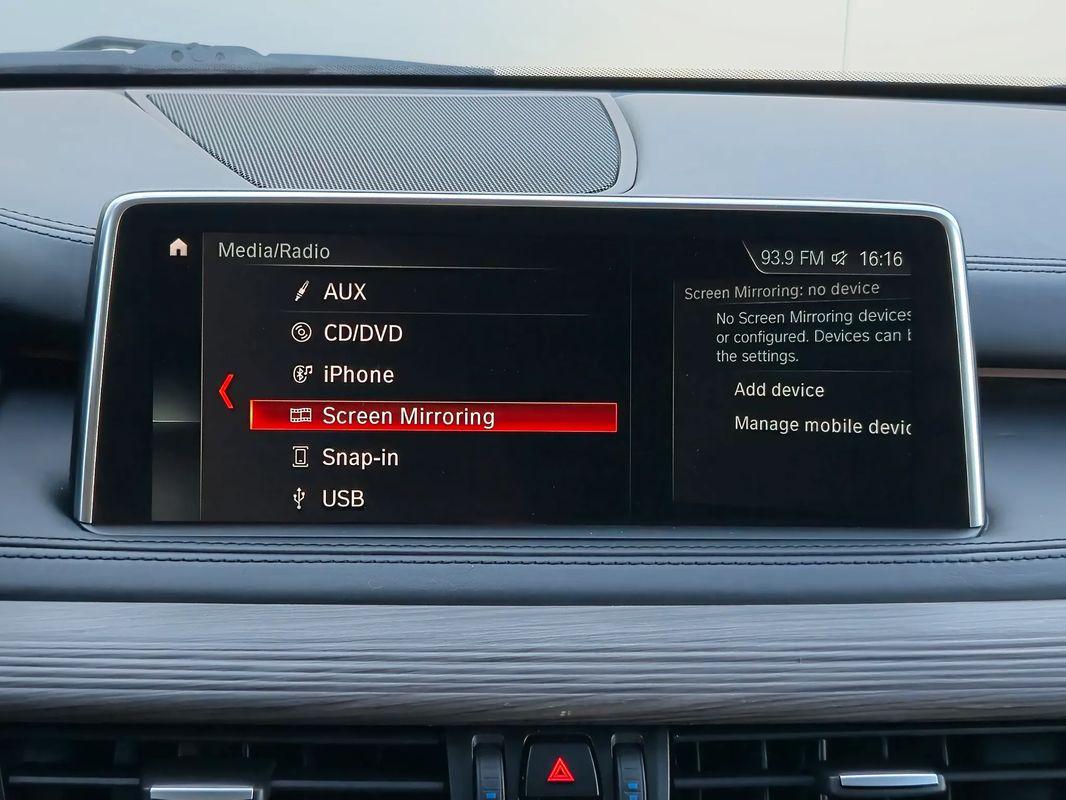 Media/Radio
93.9 FM 16:16
AUX
CD/DVD
iPhone
Screen Mirroring
Snap-in
USB
Screen Mirroring: no device
No Screen Mirroring devices
or configured. Devices can
the settings.
Add device
Manage mobile devic